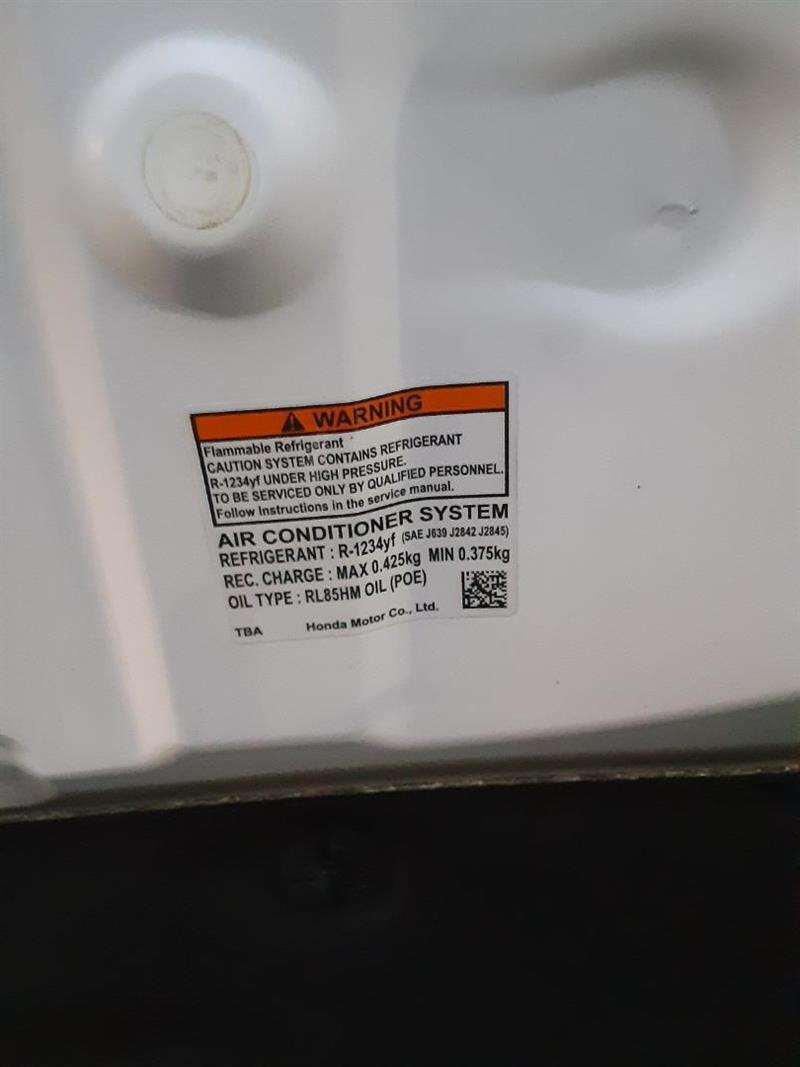 WARNING
Flammable Refrigerant
CAUTION SYSTEM CONTAINS REFRIGERANT
R-1234yf UNDER HIGH PRESSURE.
TO BE SERVICED ONLY BY QUALIFIED PERSONNEL.
Follow Instructions in the service manual.
AIR CONDITIONER SYSTEM
REFRIGERANT : R-1234yf (SAE J639 J2842 J2845)
REC. CHARGE : MAX 0.425kg MIN 0.375kg
OIL TYPE : RL85HM OIL (POE)
TBA Honda Motor Co., Ltd.